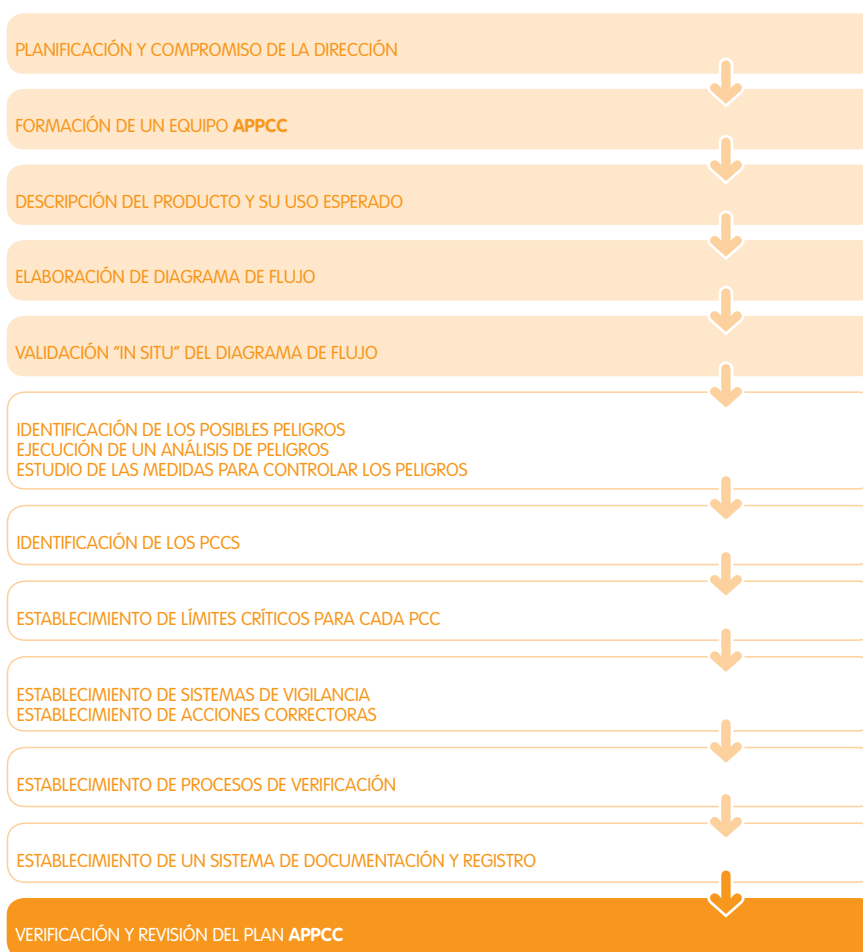 PLANIFICACIÓN Y COMPROMISO DE LA DIRECCIÓN
FORMACIÓN DE UN EQUIPO APPCC
DESCRIPCIÓN DEL PRODUCTO Y SU USO ESPERADO
ELABORACIÓN DE DIAGRAMA DE FLUJO
VALIDACIÓN "IN SITU" DEL DIAGRAMA DE FLUJO
IDENTIFICACIÓN DE LOS POSIBLES PELIGROS
EJECUCIÓN DE UN ANÁLISIS DE PELIGROS
ESTUDIO DE LAS MEDIDAS PARA CONTROLAR LOS PELIGROS
IDENTIFICACIÓN DE LOS PCCS
ESTABLECIMIENTO DE LÍMITES CRÍTICOS PARA CADA PCC
ESTABLECIMIENTO DE SISTEMAS DE VIGILANCIA
ESTABLECIMIENTO DE ACCIONES CORRECTORAS
ESTABLECIMIENTO DE PROCESOS DE VERIFICACIÓN
ESTABLECIMIENTO DE UN SISTEMA DE DOCUMENTACIÓN Y REGISTRO
VERIFICACIÓN Y REVISIÓN DEL PLAN APPCC